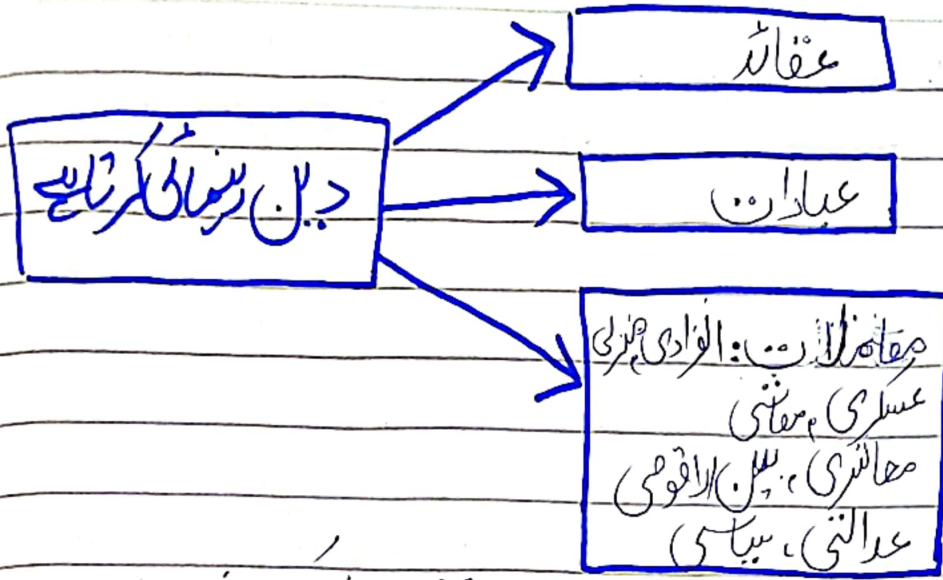 عقائد
دین رہنمائی کرتا ہے
عبادات
معاملات: انفرادی، منزلی
عسکری، معاشی
معاشرتی، بین الاقوامی
عدالتی، سیاسی